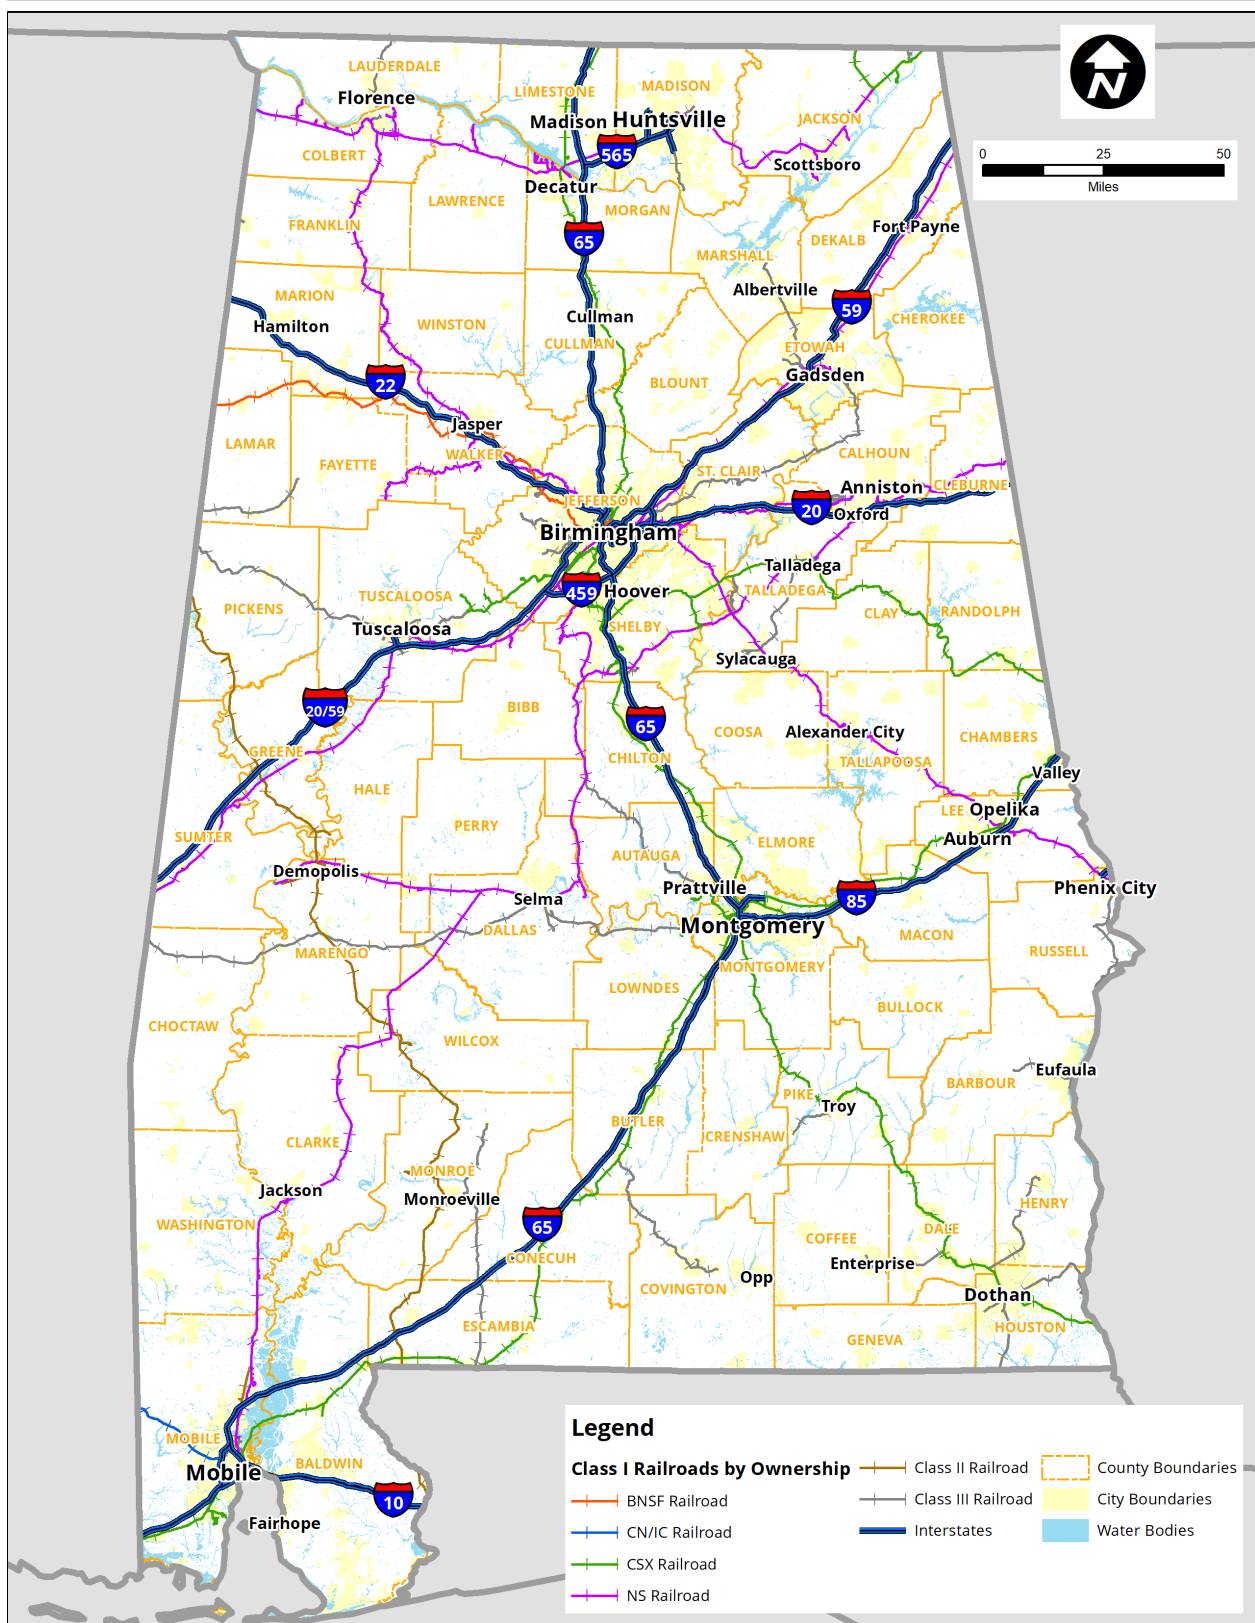 N
0 25 50
Miles
LAUDERDALE
Florence
LIMESTONE
MADISON
Madison
Huntsville
JACKSON
COLBERT
565
Scottsboro
Decatur
LAWRENCE
MORGAN
FRANKLIN
65
Fort Payne
DEKALB
MARSHALL
MARION
Albertville
59
Hamilton
WINSTON
Cullman
CHEROKEE
CULLMAN
ETOWAH
22
BLOUNT
Gadsden
Jasper
LAMAR
WALKER
CALHOUN
FAYETTE
ST. CLAIR
Anniston
CLEBURNE
JEFFERSON
20
Oxford
Birmingham
Talladega
459
Hoover
TALLADEGA
TUSCALOOSA
PICKENS
CLAY
RANDOLPH
Tuscaloosa
SHELBY
Sylacauga
20/59
BIBB
65
COOSA
Alexander City
CHAMBERS
GREENE
CHILTON
TALLAPOOSA
Valley
HALE
LEE
Opelika
SUMTER
PERRY
ELMORE
Auburn
AUTAUGA
Demopolis
Prattville
Phenix City
Selma
85
Montgomery
DALLAS
MACON
MARENGO
RUSSELL
MONTGOMERY
LOWNDES
BULLOCK
CHOCTAW
WILCOX
Eufaula
BARBOUR
PIKE
Troy
BUTLER
CRENSHAW
CLARKE
MONROE
Jackson
Monroeville
HENRY
WASHINGTON
65
DALE
COFFEE
CONECUH
Enterprise
Opp
COVINGTON
Dothan
ESCAMBIA
HOUSTON
GENEVA
MOBILE
BALDWIN
Mobile
10
Fairhope
Legend
Class I Railroads by Ownership
BNSF Railroad
CN/IC Railroad
CSX Railroad
NS Railroad
Class II Railroad
Class III Railroad
Interstates
County Boundaries
City Boundaries
Water Bodies